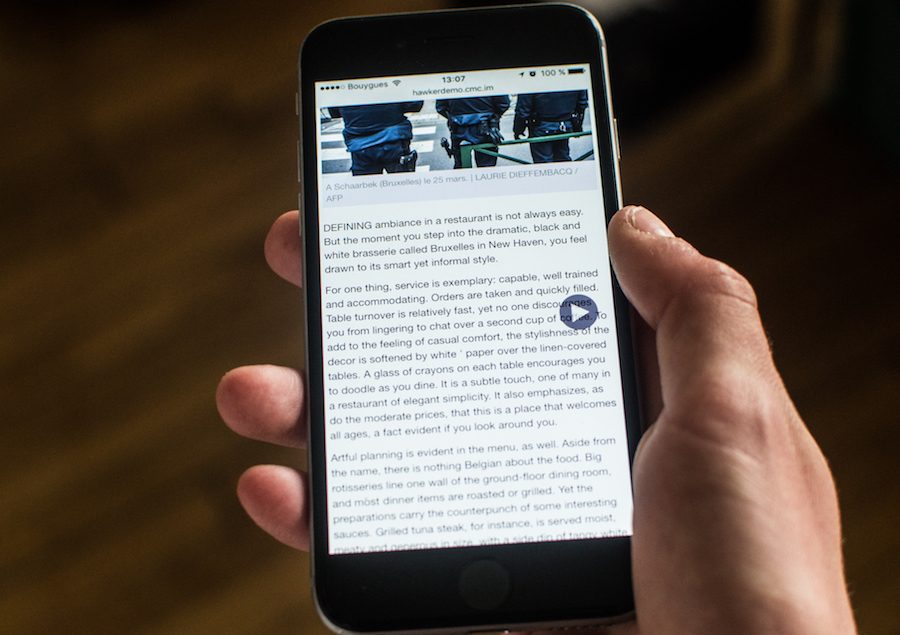 Bouygues 13:07 100 %
hawkerdemo.cmc.im
A Schaarbek (Bruxelles) le 25 mars. | LAURIE DIEFFEMBACQ /
AFP
DEFINING ambiance in a restaurant is not always easy.
But the moment you step into the dramatic, black and
white brasserie called Bruxelles in New Haven, you feel
drawn to its smart yet informal style.
For one thing, service is exemplary: capable, well trained
and accommodating. Orders are taken and quickly filled.
Table turnover is relatively fast, yet no one discourages
you from lingering to chat over a second cup of coffee. To
add to the feeling of casual comfort, the stylishness of the
decor is softened by white ' paper over the linen-covered
tables. A glass of crayons on each table encourages you
to doodle as you dine. It is a subtle touch, one of many in
a restaurant of elegant simplicity. It also emphasizes, as
do the moderate prices, that this is a place that welcomes
all ages, a fact evident if you look around you.
Artful planning is evident in the menu, as well. Aside from
the name, there is nothing Belgian about the food. Big
rotisseries line one wall of the ground-floor dining room,
and most dinner items are roasted or grilled. Yet the
preparations carry the counterpunch of some interesting
sauces. Grilled tuna steak, for instance, is served moist,
meaty and generous in size, with a side dip of tangy white